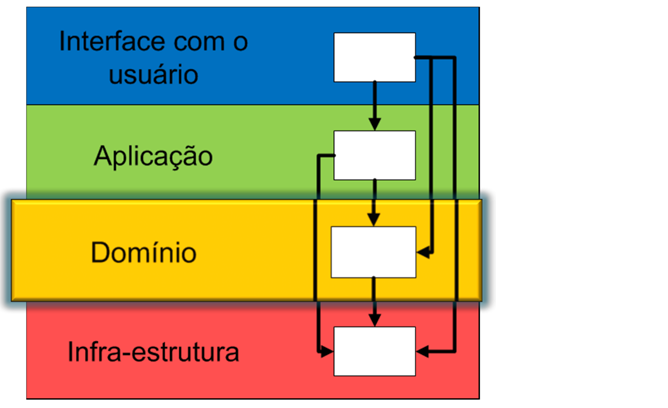 Interface com o
usuário
Aplicação
Domínio
Infra-estrutura